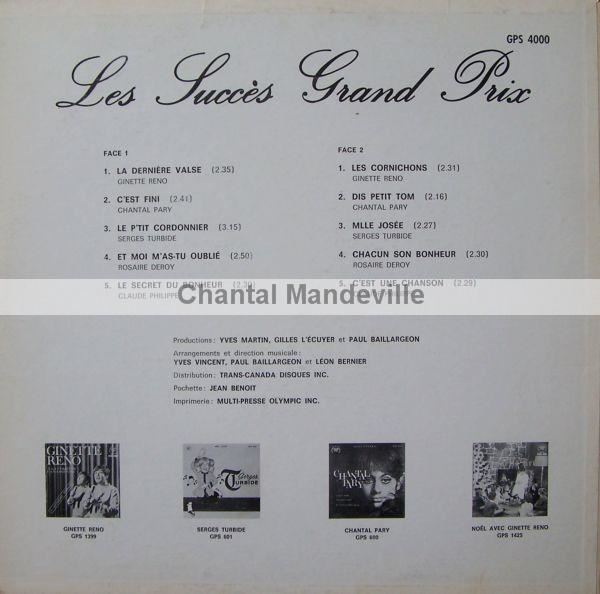 GPS 4000
Les Succès Grand Prix
FACE 1
1. LA DERNIÈRE VALSE (2.35)
GINETTE RENO
2. C'EST FINI (2.41)
CHANTAL PARY
3. LE P'TIT CORDONNIER (3.15)
SERGES TURBIDE
4. ET MOI M'AS-TU OUBLIÉ (2.50)
ROSAIRE DEROY
5. LE SECRET DU BONHEUR (2.30)
CLAUDE PHILIPPE
FACE 2
1. LES CORNICHONS (2.31)
GINETTE RENO
2. DIS PETIT TOM (2.16)
CHANTAL PARY
3. MLLE JOSÉE (2.27)
SERGES TURBIDE
4. CHACUN SON BONHEUR (2.30)
ROSAIRE DEROY
5. C'EST UNE CHANSON (2.29)
Chantal Mandeville
Productions: YVES MARTIN, GILLES L'ÉCUYER et PAUL BAILLARGEON
Arrangements et direction musicale:
YVES VINCENT, PAUL BAILLARGEON et LÉON BERNIER
Distribution: TRANS-CANADA DISQUES INC.
Pochette: JEAN BENOIT
Imprimerie: MULTI-PRESSE OLYMPIC INC.
GINETTE
RENO
GINETTE RENO
GPS 1399
Serges
TURBIDE
SERGES TURBIDE
GPS 601
CHANTAL
PARY
CHANTAL PARY
GPS 600
NOËL AVEC GINETTE RENO
GPS 1425